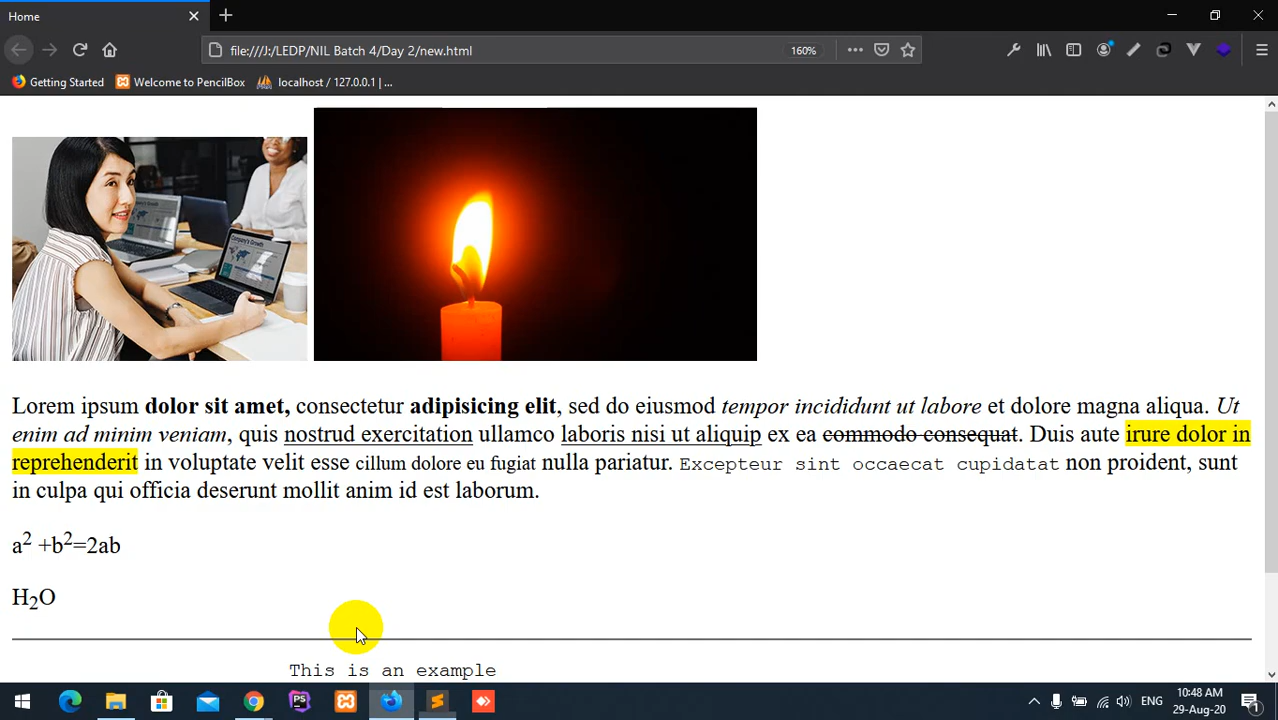 Home
file:///J:/LEDP/NIL Batch 4/Day 2/new.html
160%
Getting Started
Welcome to PencilBox
localhost / 127.0.0.1 | ...
Company's Growth
Lorem ipsum dolor sit amet, consectetur adipisicing elit, sed do eiusmod tempor incididunt ut labore et dolore magna aliqua. Ut
enim ad minim veniam, quis nostrud exercitation ullamco laboris nisi ut aliquip ex ea commodo consequat. Duis aute irure dolor in
reprehenderit in voluptate velit esse cillum dolore eu fugiat nulla pariatur. Excepteur sint occaecat cupidatat non proident, sunt
in culpa qui officia deserunt mollit anim id est laborum.
a² +b²=2ab
H₂O
This is an example
PS
ENG
10:48 AM
29-Aug-20
1